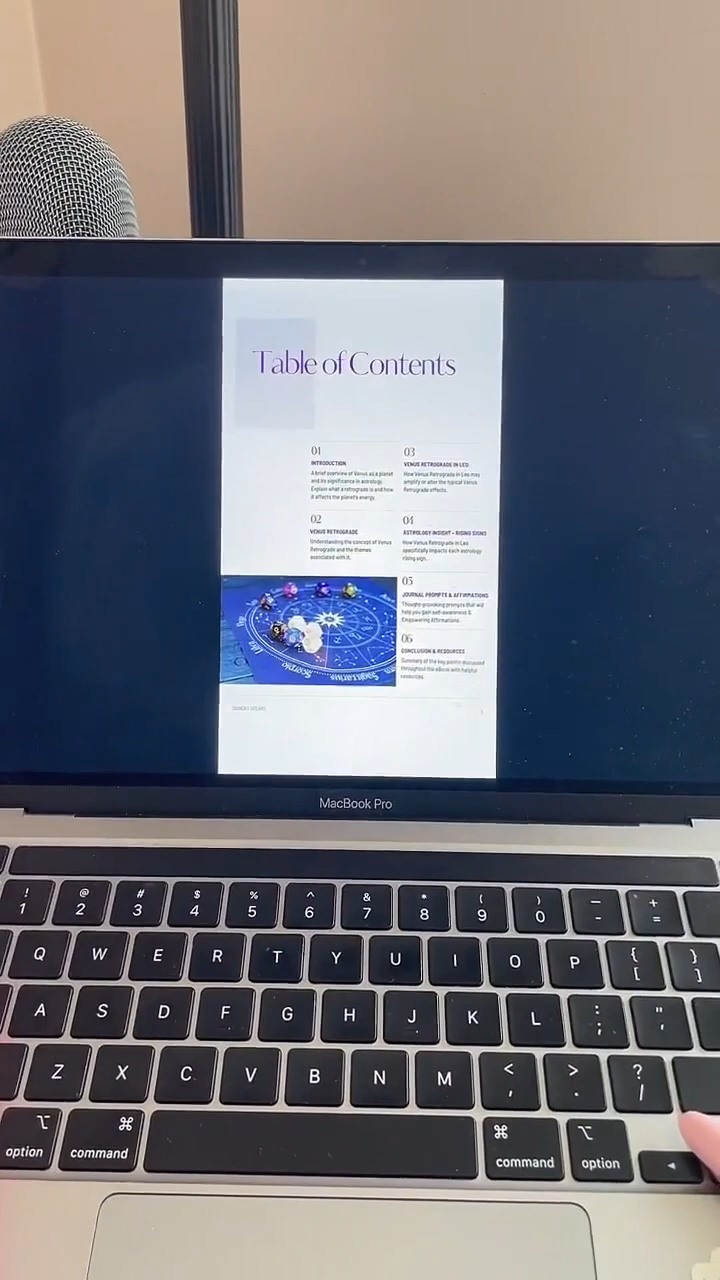 Table of Contents
01
INTRODUCTION
A brief overview of Venus as a planet
and its significance in astrology.
Explain what a retrograde is and how
it affects the planet's energy.
02
VENUS RETROGRADE
Understanding the concept of Venus
Retrograde and the themes
associated with it.
03
VENUS RETROGRADE IN LEO
How Venus Retrograde in Leo may
amplify or alter the typical Venus
Retrograde effects.
04
ASTROLOGY INSIGHT - RISING SIGNS
How Venus Retrograde in Leo
specifically impacts each astrology
rising sign.
05
JOURNAL PROMPTS & AFFIRMATIONS
Thought-provoking prompts that will
help you gain self-awareness &
Empowering Affirmations.
06
CONCLUSION & RESOURCES
Summary of the key points discussed
throughout the eBook with helpful
resources.
Libra
Scorpio
Sagittarius
MacBook Pro
! @ # $ % ^ & * ( ) — +
1 2 3 4 5 6 7 8 9 0 - =
Q W E R T Y U I O P { }
[ ]
A S D F G H J K L : "
; '
Z X C V B N M < > ?
, . /
⌥ ⌘ ⌘ ⌥
option command command option ◄